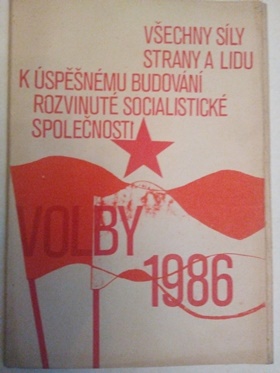 VŠECHNY SÍLY
STRANY A LIDU
K ÚSPĚŠNÉMU BUDOVÁNÍ
ROZVINUTÉ SOCIALISTICKÉ
SPOLEČNOSTI
VOLBY
1986